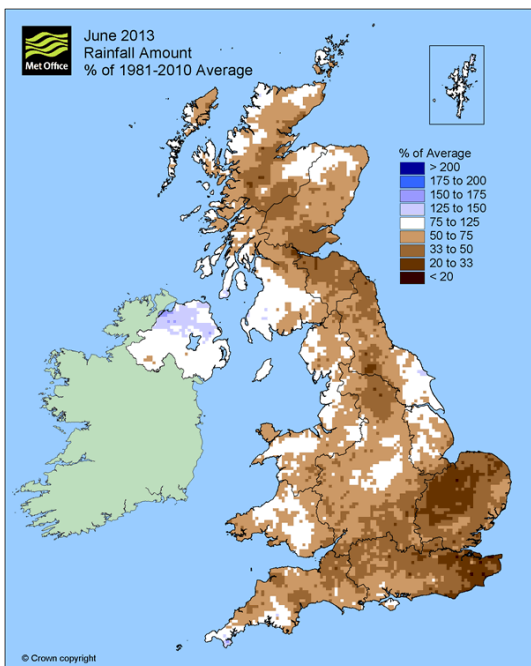 June 2013
Rainfall Amount
% of 1981-2010 Average
Met Office
% of Average
> 200
175 to 200
150 to 175
125 to 150
75 to 125
50 to 75
33 to 50
20 to 33
< 20
© Crown copyright